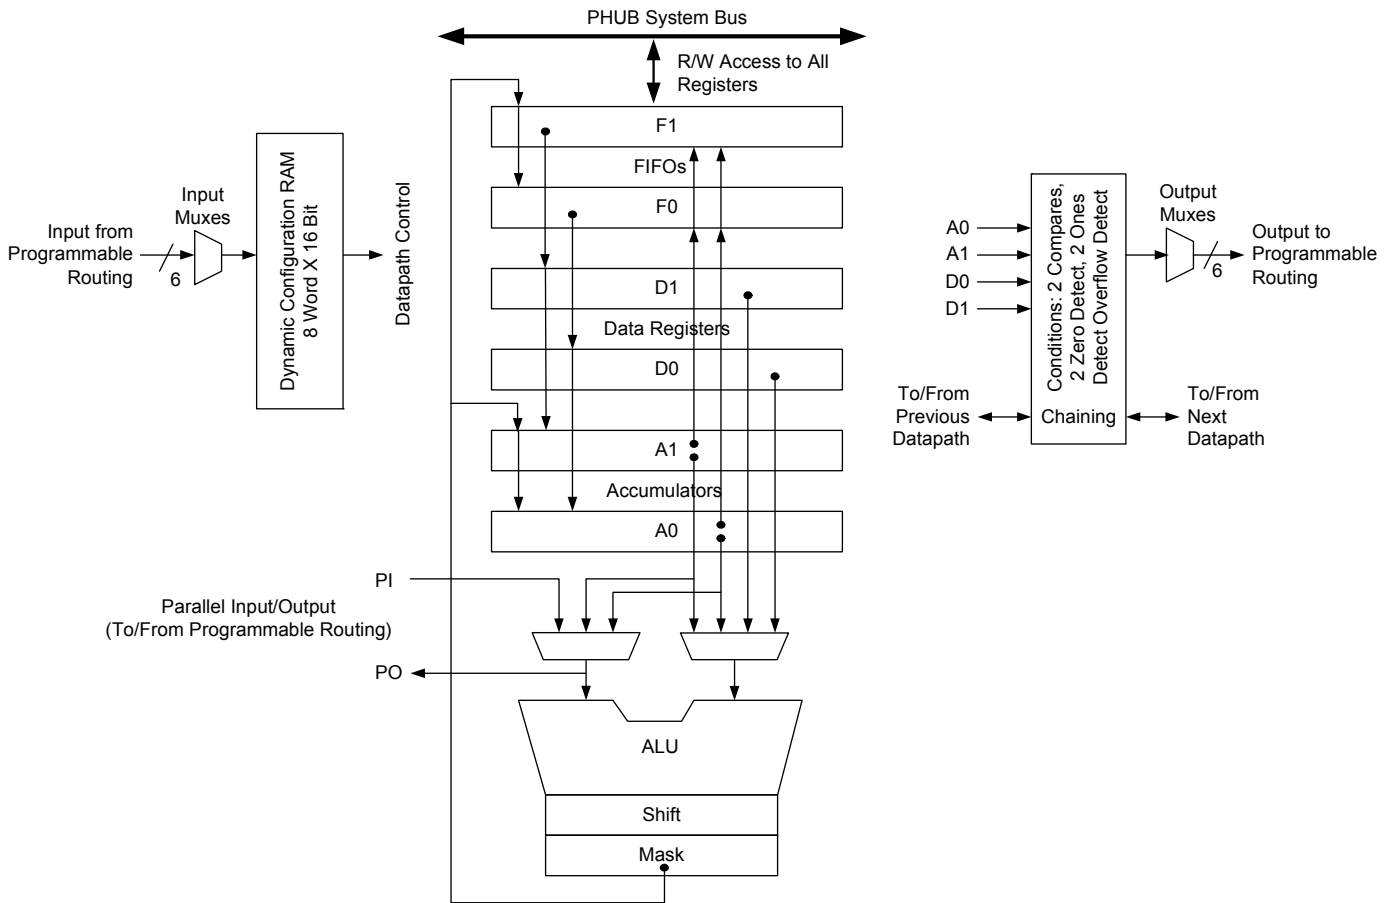 PHUB System Bus
R/W Access to All
Registers
F1
FIFOs
F0
D1
Data Registers
D0
A1
Accumulators
A0
Input from
Programmable
Routing
6
Input
Muxes
Dynamic Configuration RAM
8 Word X 16 Bit
Datapath Control
PI
Parallel Input/Output
(To/From Programmable Routing)
PO
ALU
Shift
Mask
A0
A1
D0
D1
Conditions: 2 Compares,
2 Zero Detect, 2 Ones
Detect Overflow Detect
Output
Muxes
6
Output to
Programmable
Routing
To/From
Previous
Datapath
Chaining
To/From
Next
Datapath